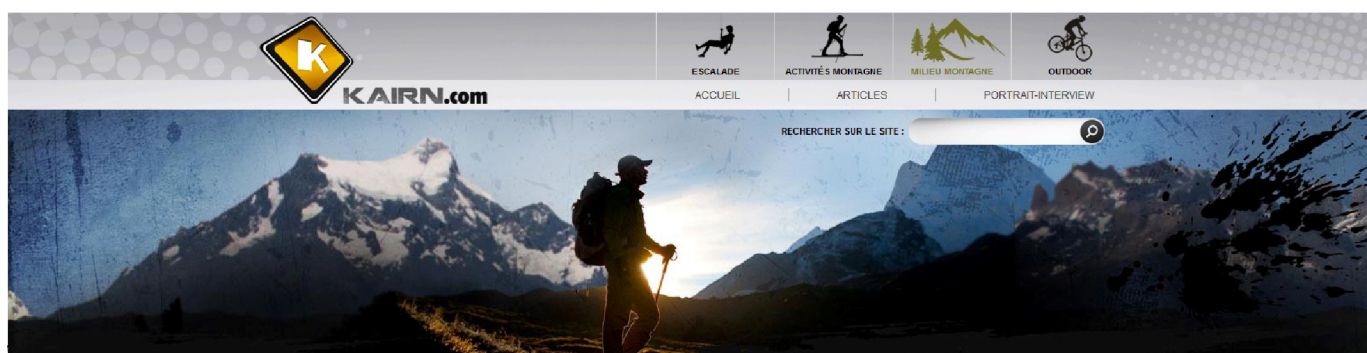 K
KAIRN.com
ESCALADE
ACTIVITÉS MONTAGNE
MILIEU MONTAGNE
OUTDOOR
ACCUEIL | ARTICLES | PORTRAIT-INTERVIEW
RECHERCHER SUR LE SITE :